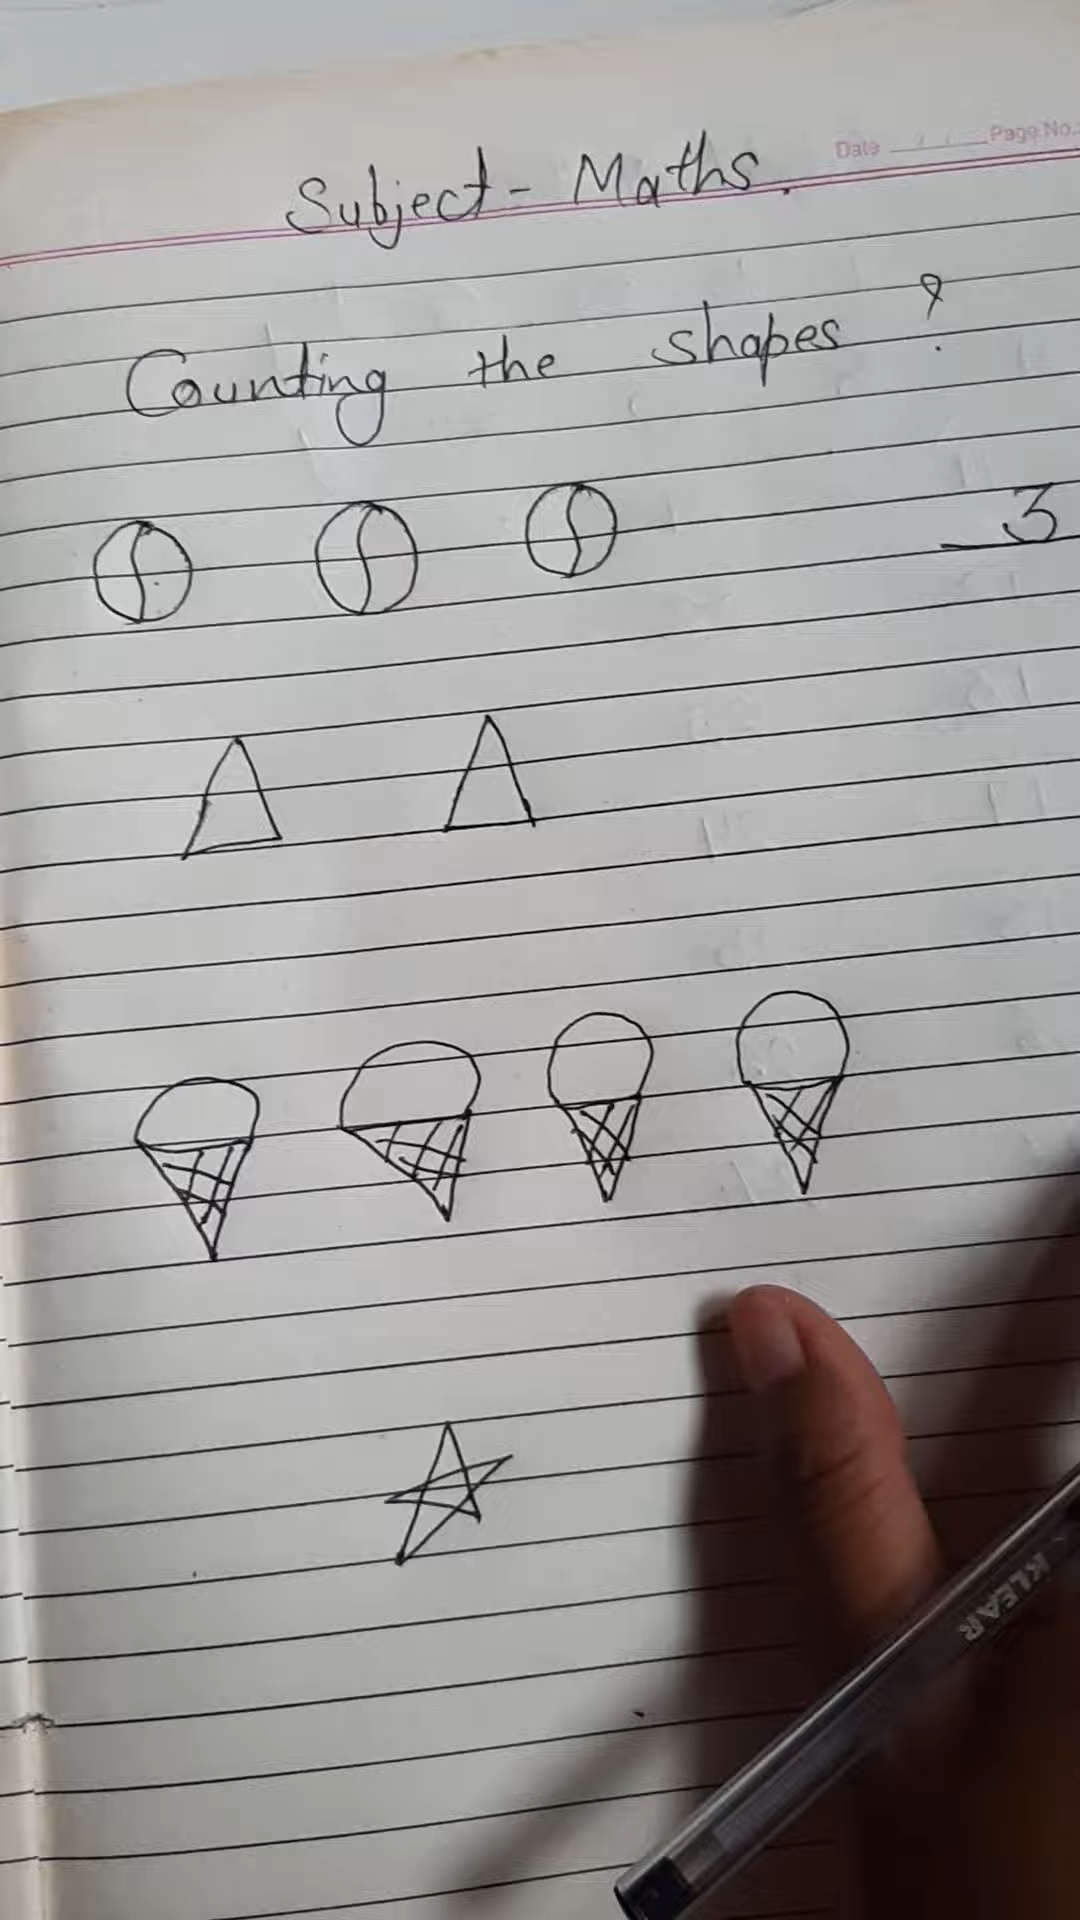 Date Page No.:
Subject - Maths.
Counting the shapes ?
3
KLEAR